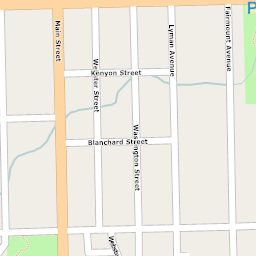 P
Main Street
Webster Street
Kenyon Street
Lyman Avenue
Fairmount Avenue
Washington Street
Blanchard Street